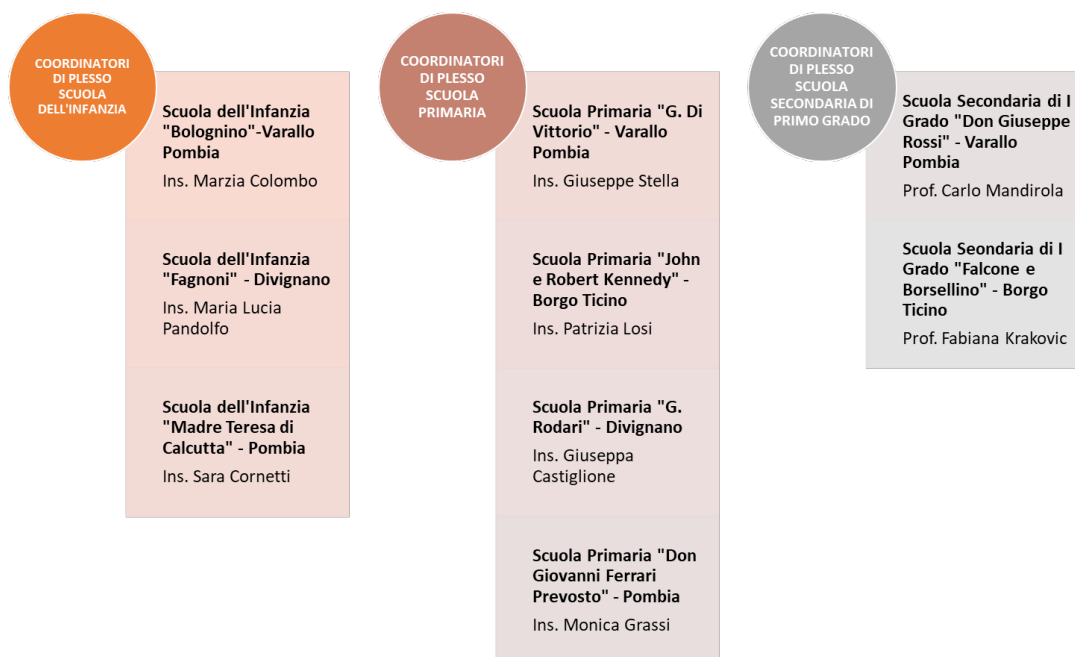 COORDINATORI
DI PLESSO
SCUOLA
DELL'INFANZIA
Scuola dell'Infanzia
"Bolognino"-Varallo
Pombia
Ins. Marzia Colombo
Scuola dell'Infanzia
"Fagnoni" - Divignano
Ins. Maria Lucia
Pandolfo
Scuola dell'Infanzia
"Madre Teresa di
Calcutta" - Pombia
Ins. Sara Cornetti
COORDINATORI
DI PLESSO
SCUOLA
PRIMARIA
Scuola Primaria "G. Di
Vittorio" - Varallo
Pombia
Ins. Giuseppe Stella
Scuola Primaria "John
e Robert Kennedy" -
Borgo Ticino
Ins. Patrizia Losi
Scuola Primaria "G.
Rodari" - Divignano
Ins. Giuseppa
Castiglione
Scuola Primaria "Don
Giovanni Ferrari
Prevosto" - Pombia
Ins. Monica Grassi
COORDINATORI
DI PLESSO
SCUOLA
SECONDARIA DI
PRIMO GRADO
Scuola Secondaria di I
Grado "Don Giuseppe
Rossi" - Varallo
Pombia
Prof. Carlo Mandirola
Scuola Seondaria di I
Grado "Falcone e
Borsellino" - Borgo
Ticino
Prof. Fabiana Krakovic